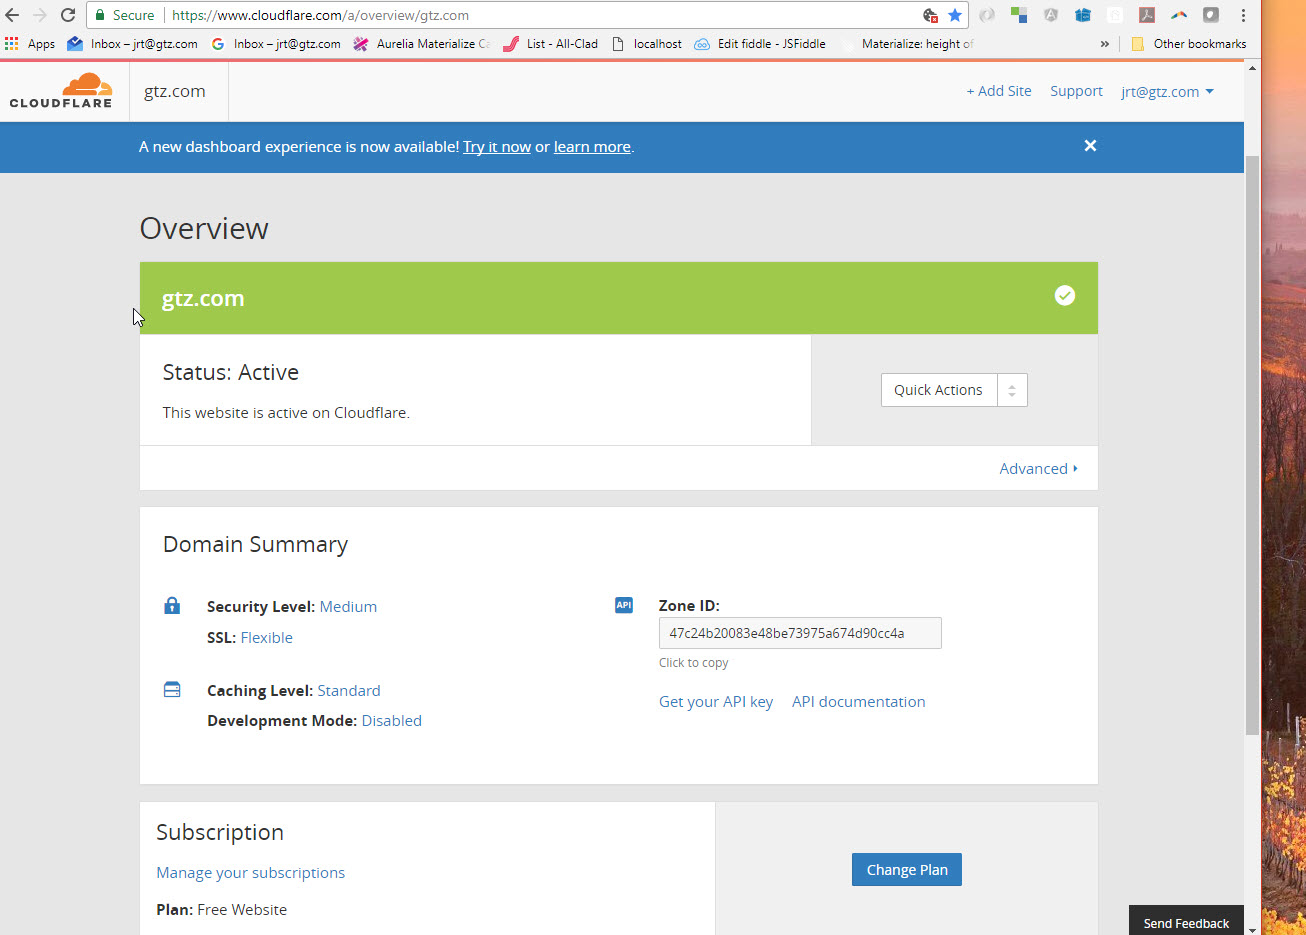 Secure https://www.cloudflare.com/a/overview/gtz.com
Apps Inbox – jrt@gtz.com Inbox – jrt@gtz.com Aurelia Materialize Ca List - All-Clad localhost Edit fiddle - JSFiddle Materialize: height of » Other bookmarks
CLOUDFLARE gtz.com + Add Site Support jrt@gtz.com
A new dashboard experience is now available! Try it now or learn more.
Overview
gtz.com
Status: Active
This website is active on Cloudflare.
Quick Actions
Advanced
Domain Summary
Security Level: Medium
SSL: Flexible
Caching Level: Standard
Development Mode: Disabled
API Zone ID:
47c24b20083e48be73975a674d90cc4a
Click to copy
Get your API key API documentation
Subscription
Manage your subscriptions
Plan: Free Website
Change Plan
Send Feedback